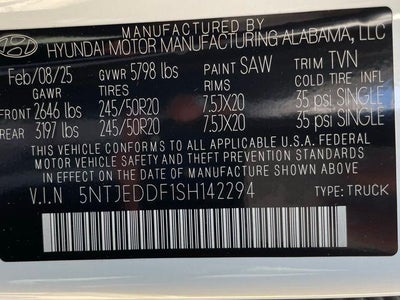 MANUFACTURED BY
HYUNDAI MOTOR MANUFACTURING ALABAMA, LLC
Feb/08/25 GVWR 5798 lbs PAINT SAW TRIM TVN
GAWR TIRES RIMS COLD TIRE INFL
FRONT 2646 lbs 245/50R20 7.5JX20 35 psi SINGLE
REAR 3197 lbs 245/50R20 7.5JX20 35 psi SINGLE
THIS VEHICLE CONFORMS TO ALL APPLICABLE U.S.A. FEDERAL
MOTOR VEHICLE SAFETY AND THEFT PREVENTION STANDARDS
IN EFFECT ON THE DATE OF MANUFACTURE SHOWN ABOVE.
V.I.N 5NTJEDDF1SH142294 TYPE: TRUCK